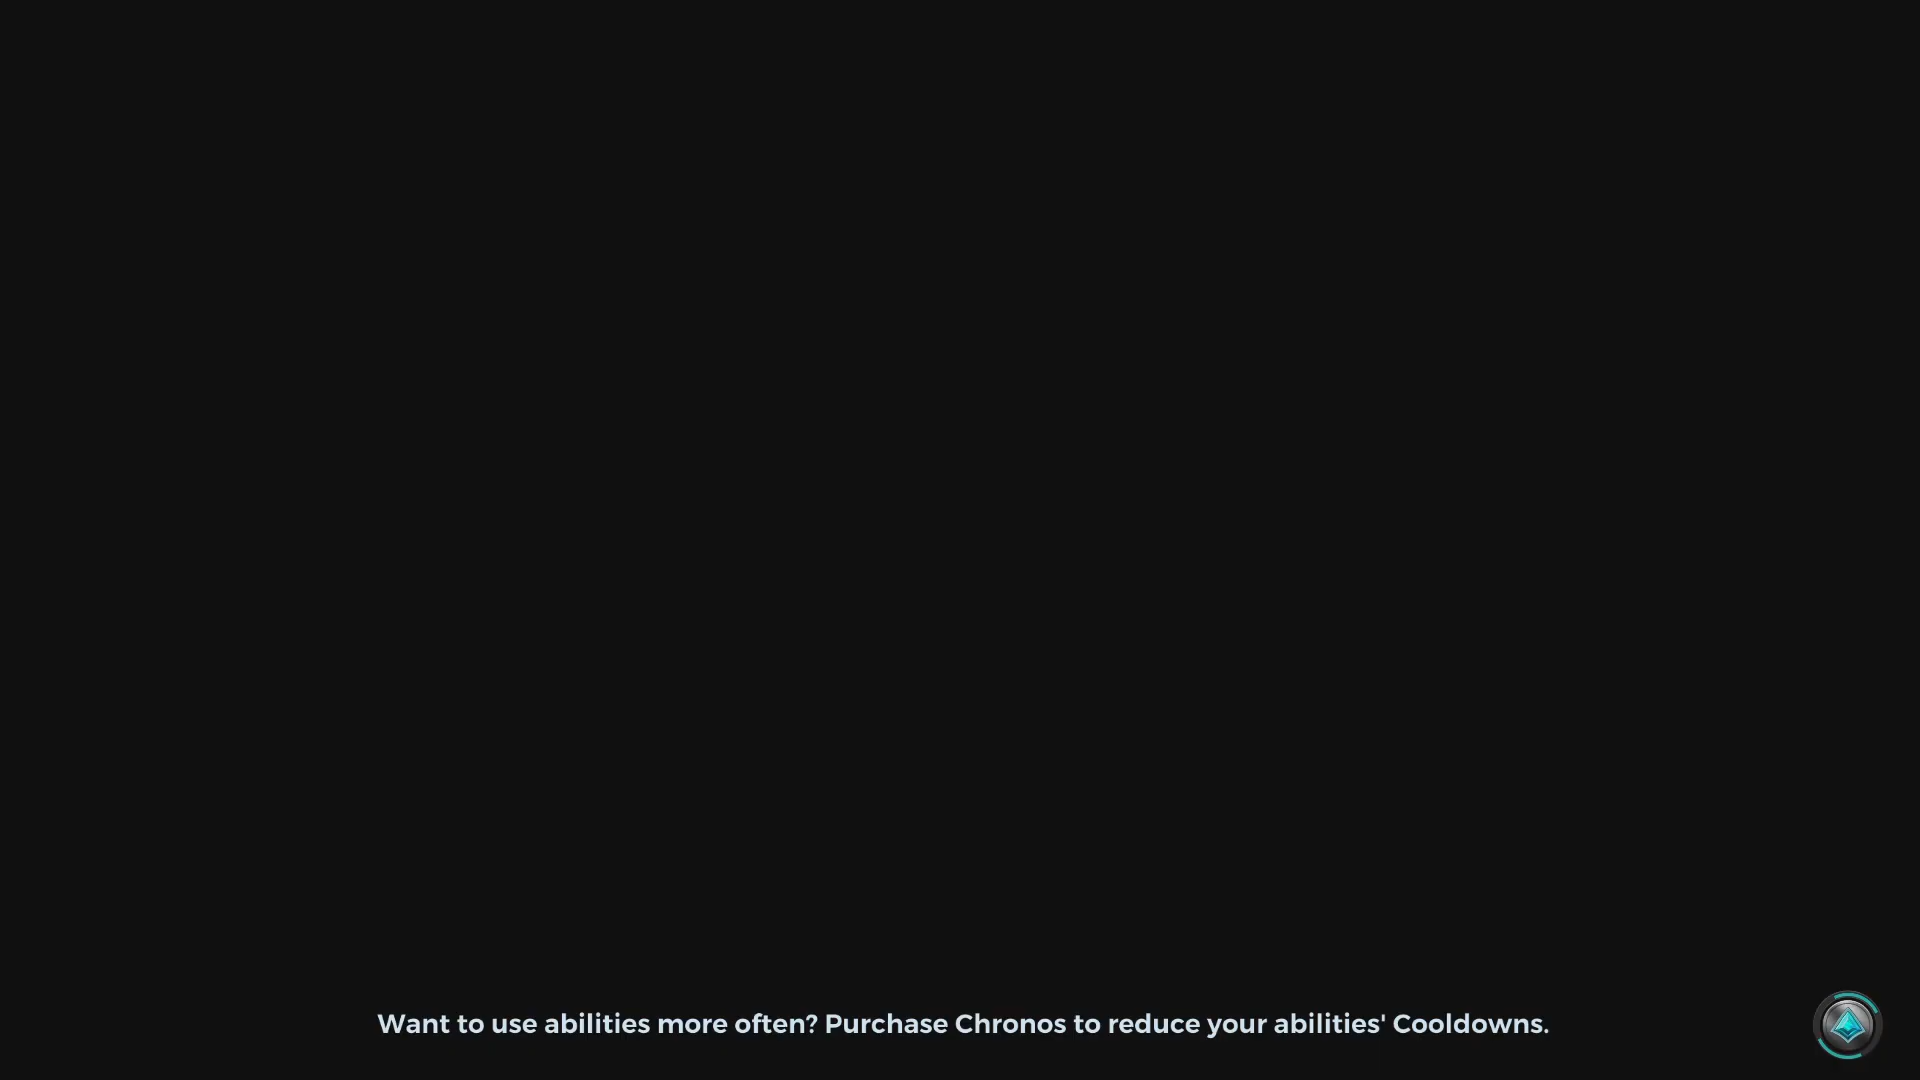 Want to use abilities more often? Purchase Chronos to reduce your abilities' Cooldowns.